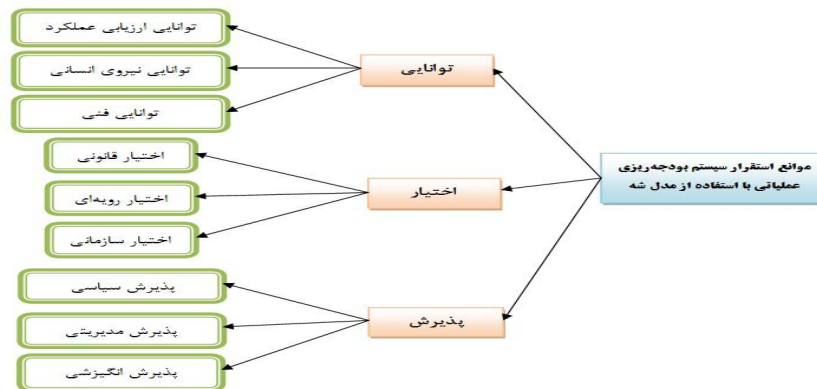 موانع استقرار سیستم بودجه‌ریزی
عملیاتی با استفاده از مدل شه
توانایی
توانایی ارزیابی عملکرد
توانایی نیروی انسانی
توانایی فنی
اختیار
اختیار قانونی
اختیار رویه‌ای
اختیار سازمانی
پذیرش
پذیرش سیاسی
پذیرش مدیریتی
پذیرش انگیزشی